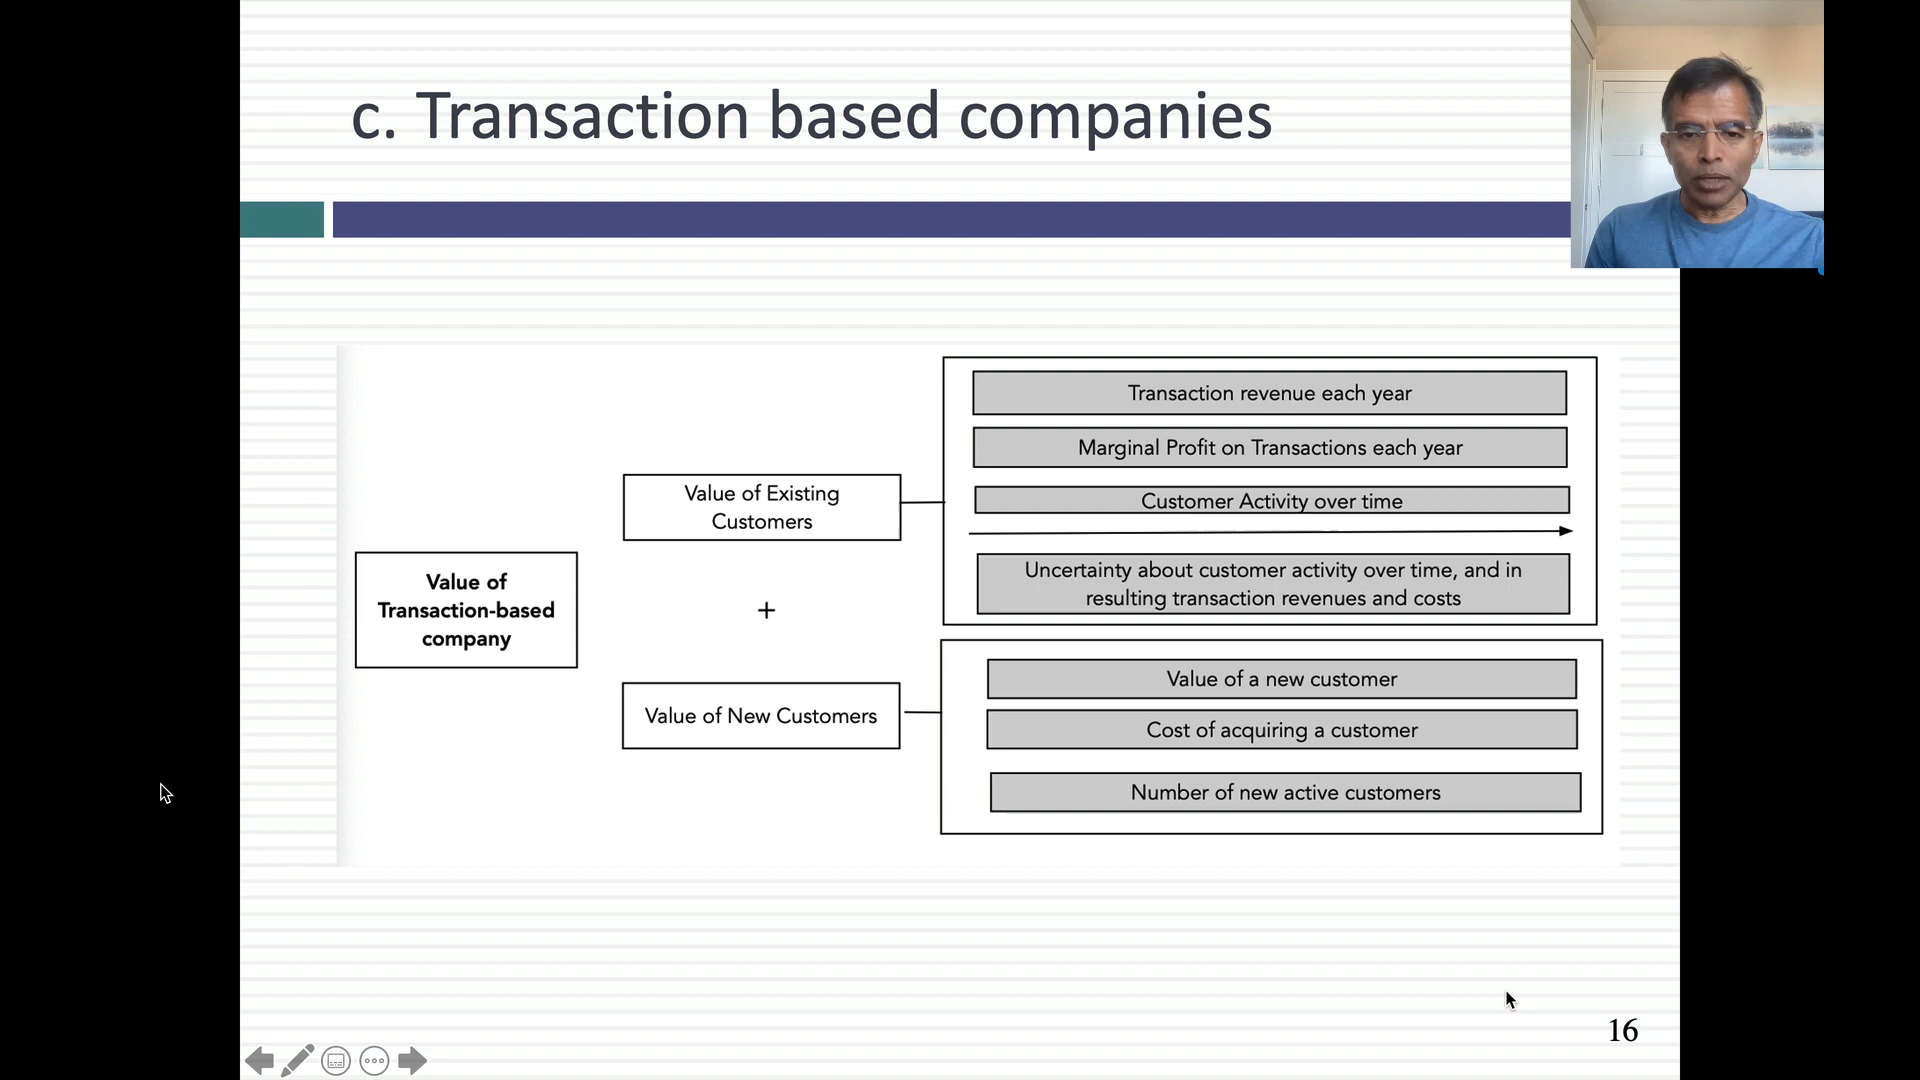 c. Transaction based companies
Transaction revenue each year
Marginal Profit on Transactions each year
Value of Existing
Customers
Customer Activity over time
Uncertainty about customer activity over time, and in
resulting transaction revenues and costs
Value of
Transaction-based
company
+
Value of New Customers
Value of a new customer
Cost of acquiring a customer
Number of new active customers
16